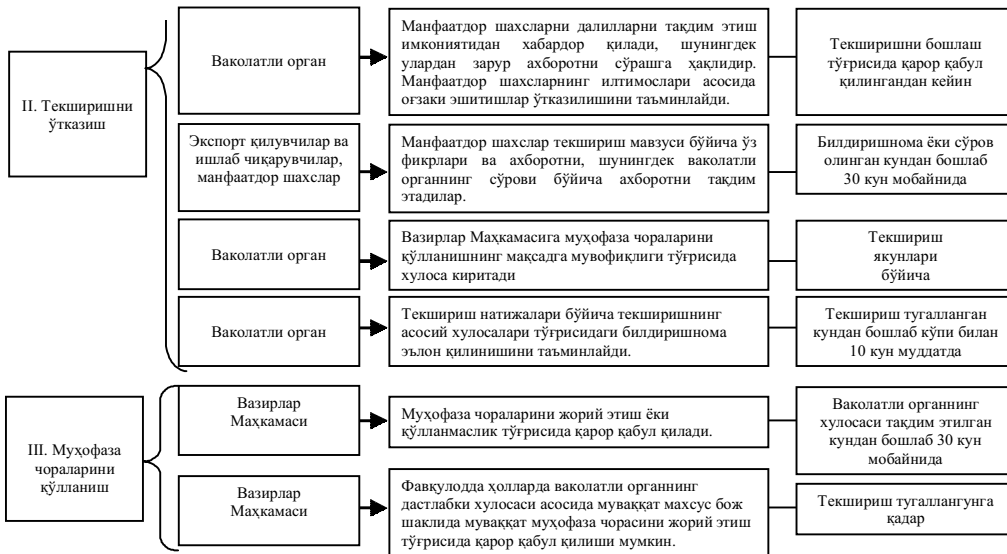 II. Текширишни
ўтказиш
Ваколатли орган
Манфаатдор шахсларни далилларни тақдим этиш
имкониятидан хабардор қилади, шунингдек
улардан зарур ахборотни сўрашга ҳақлидир.
Манфаатдор шахсларнинг илтимослари асосида
оғзаки эшитишлар ўтказилишини таъминлайди.
Текширишни бошлаш
тўғрисида қарор қабул
қилингандан кейин
Экспорт қилувчилар ва
ишлаб чиқарувчилар,
манфаатдор шахслар
Манфаатдор шахслар текшириш мавзуси бўйича ўз
фикрлари ва ахборотни, шунингдек ваколатли
органнинг сўрови бўйича ахборотни тақдим
этадилар.
Билдиришнома ёки сўров
олинган кундан бошлаб
30 кун мобайнида
Ваколатли орган
Вазирлар Маҳкамасига муҳофаза чораларини
қўлланишнинг мақсадга мувофиқлиги тўғрисида
хулоса киритади
Текшириш
якунлари
бўйича
Ваколатли орган
Текшириш натижалари бўйича текширишнинг
асосий хулосалари тўғрисидаги билдиришнома
эълон қилинишини таъминлайди.
Текшириш тугалланган
кундан бошлаб кўпи билан
10 кун муддатда
III. Муҳофаза
чораларини
қўлланиш
Вазирлар
Маҳкамаси
Муҳофаза чораларини жорий этиш ёки
қўлланмаслик тўғрисида қарор қабул қилади.
Ваколатли органнинг
хулосаси тақдим этилган
кундан бошлаб 30 кун
мобайнида
Вазирлар
Маҳкамаси
Фавқулодда ҳолларда ваколатли органнинг
дастлабки хулосаси асосида муваққат махсус бож
шаклида муваққат муҳофаза чорасини жорий этиш
тўғрисида қарор қабул қилиши мумкин.
Текшириш тугаллангунга
қадар